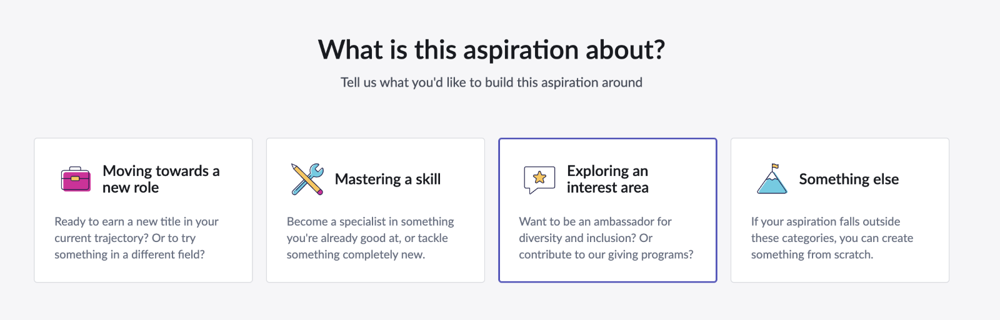 What is this aspiration about?
Tell us what you'd like to build this aspiration around
Moving towards a
new role
Ready to earn a new title in your
current trajectory? Or to try
something in a different field?
Mastering a skill
Become a specialist in something
you're already good at, or tackle
something completely new.
Exploring an
interest area
Want to be an ambassador for
diversity and inclusion? Or
contribute to our giving programs?
Something else
If your aspiration falls outside
these categories, you can create
something from scratch.